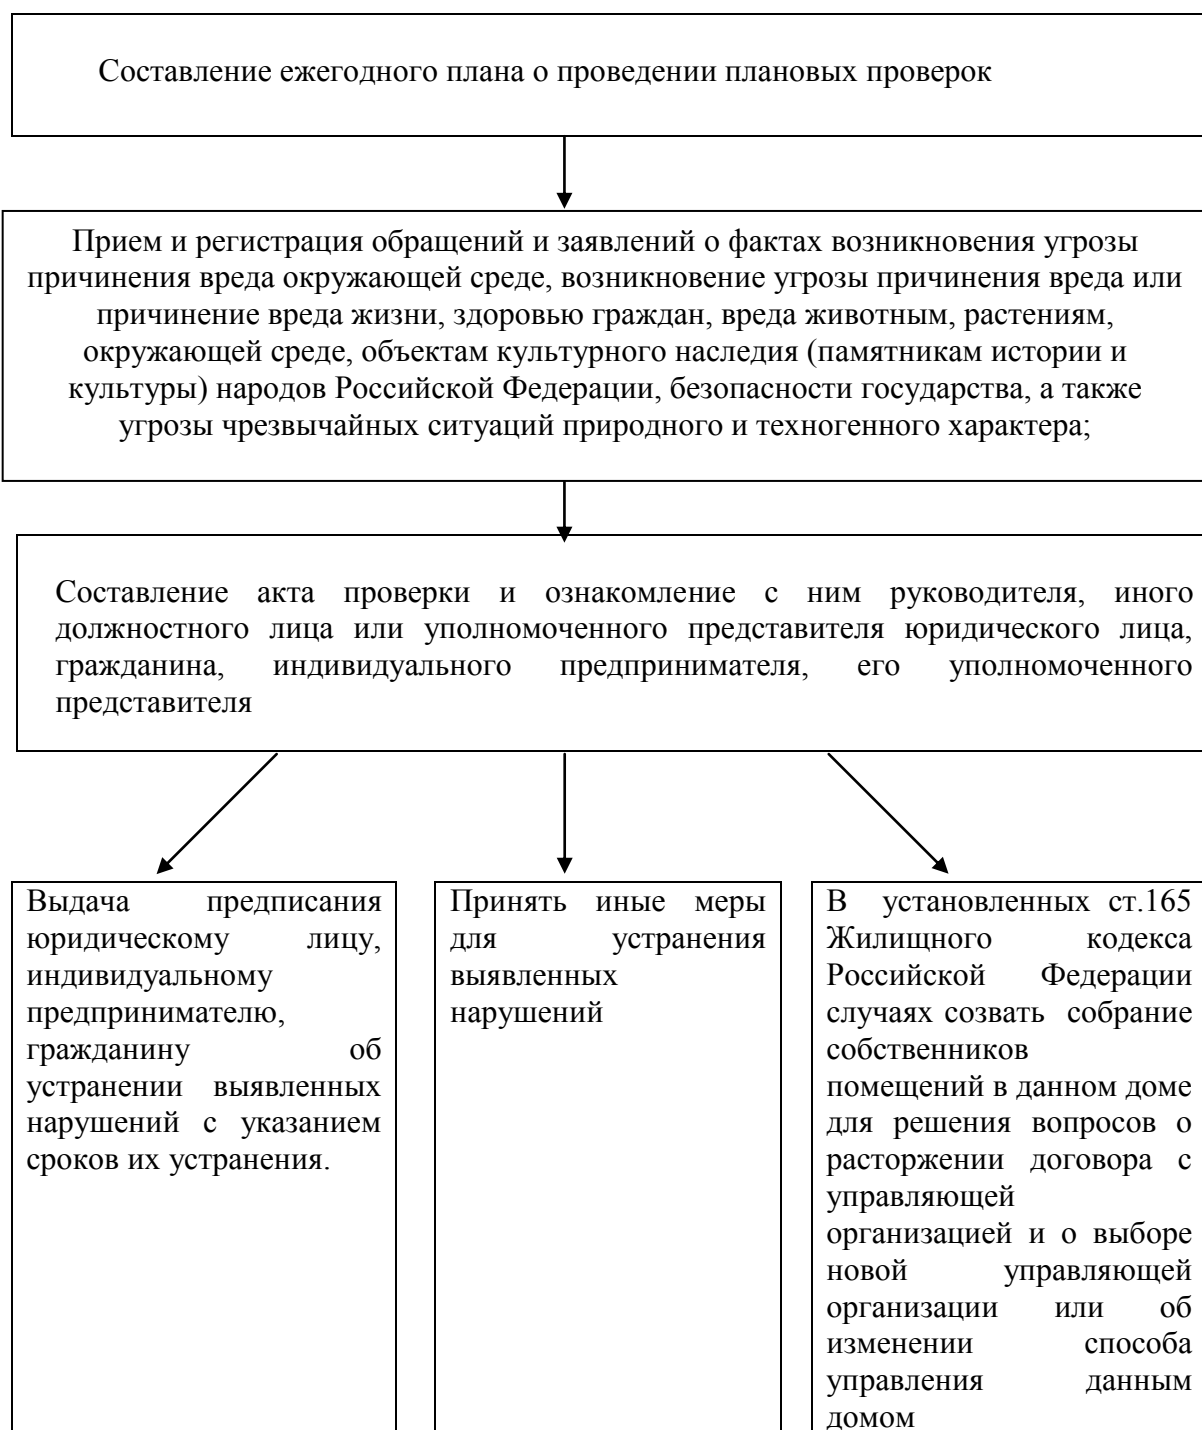 Составление ежегодного плана о проведении плановых проверок
Прием и регистрация обращений и заявлений о фактах возникновения угрозы
причинения вреда окружающей среде, возникновение угрозы причинения вреда или
причинение вреда жизни, здоровью граждан, вреда животным, растениям,
окружающей среде, объектам культурного наследия (памятникам истории и
культуры) народов Российской Федерации, безопасности государства, а также
угрозы чрезвычайных ситуаций природного и техногенного характера;
Составление акта проверки и ознакомление с ним руководителя, иного
должностного лица или уполномоченного представителя юридического лица,
гражданина, индивидуального предпринимателя, его уполномоченного
представителя
Выдача предписания
юридическому лицу,
индивидуальному
предпринимателю,
гражданину об
устранении выявленных
нарушений с указанием
сроков их устранения.
Принять иные меры
для устранения
выявленных
нарушений
В установленных ст.165
Жилищного кодекса
Российской Федерации
случаях созвать собрание
собственников
помещений в данном доме
для решения вопросов о
расторжении договора с
управляющей
организацией и о выборе
новой управляющей
организации или об
изменении способа
управления данным
домом